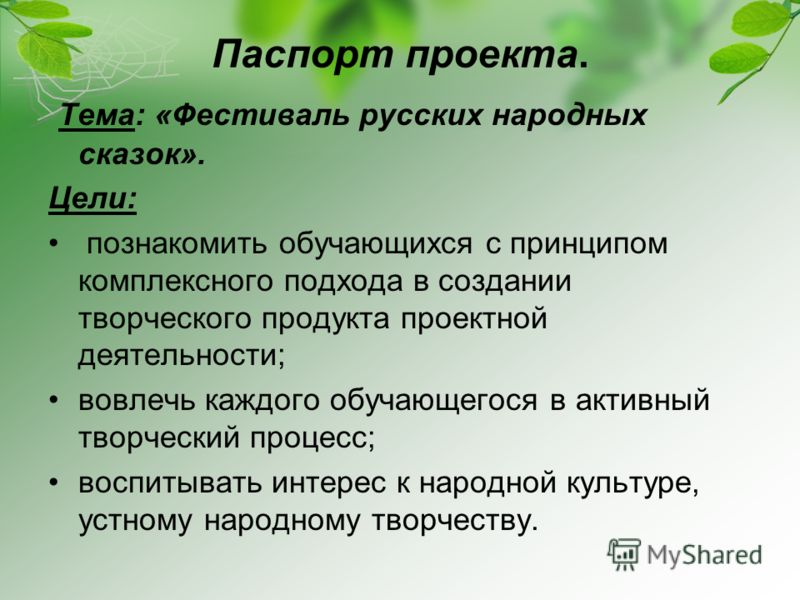 Паспорт проекта.
Тема: «Фестиваль русских народных
сказок».
Цели:
• познакомить обучающихся с принципом
комплексного подхода в создании
творческого продукта проектной
деятельности;
• вовлечь каждого обучающегося в активный
творческий процесс;
• воспитывать интерес к народной культуре,
устному народному творчеству.
MyShared